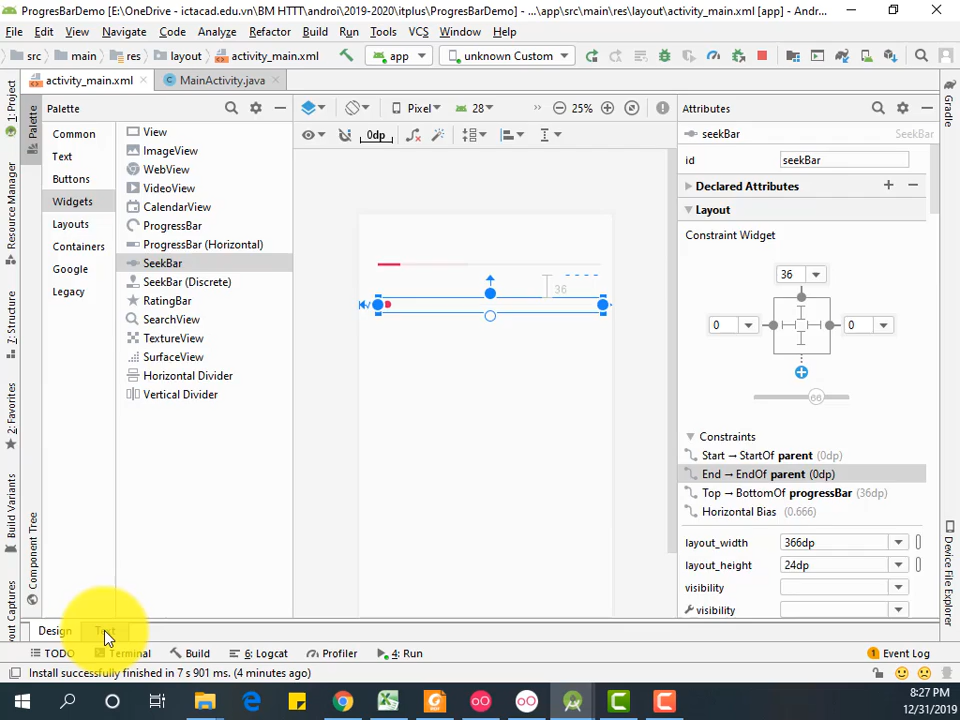 ProgresBarDemo [E:\OneDrive - ictacad.edu.vn\BM HTTT\androi\2019-2020\itplus\ProgresBarDemo] - ...\app\src\main\res\layout\activity_main.xml [app] - Andr...
File Edit View Navigate Code Analyze Refactor Build Run Tools VCS Window Help
src main res layout activity_main.xml app unknown Custom
activity_main.xml MainActivity.java
Palette Pixel 28 25% Attributes
Common
Text
Buttons
Widgets
Layouts
Containers
Google
Legacy
View
ImageView
WebView
VideoView
CalendarView
ProgressBar
ProgressBar (Horizontal)
SeekBar
SeekBar (Discrete)
RatingBar
SearchView
TextureView
SurfaceView
Horizontal Divider
Vertical Divider
0dp
36
seekBar SeekBar
id seekBar
Declared Attributes
Layout
Constraint Widget
36
0 0
66
Constraints
Start → StartOf parent (0dp)
End → EndOf parent (0dp)
Top → BottomOf progressBar (36dp)
Horizontal Bias (0.666)
layout_width 366dp
layout_height 24dp
visibility
visibility
1: Project
Resource Manager
Z: Structure
2: Favorites
Build Variants
yout Captures
Palette
Component Tree
Gradle
Device File Explorer
Design Text
TODO Terminal Build 6: Logcat Profiler 4: Run Event Log
Install successfully finished in 7 s 901 ms. (4 minutes ago)
8:27 PM
12/31/2019